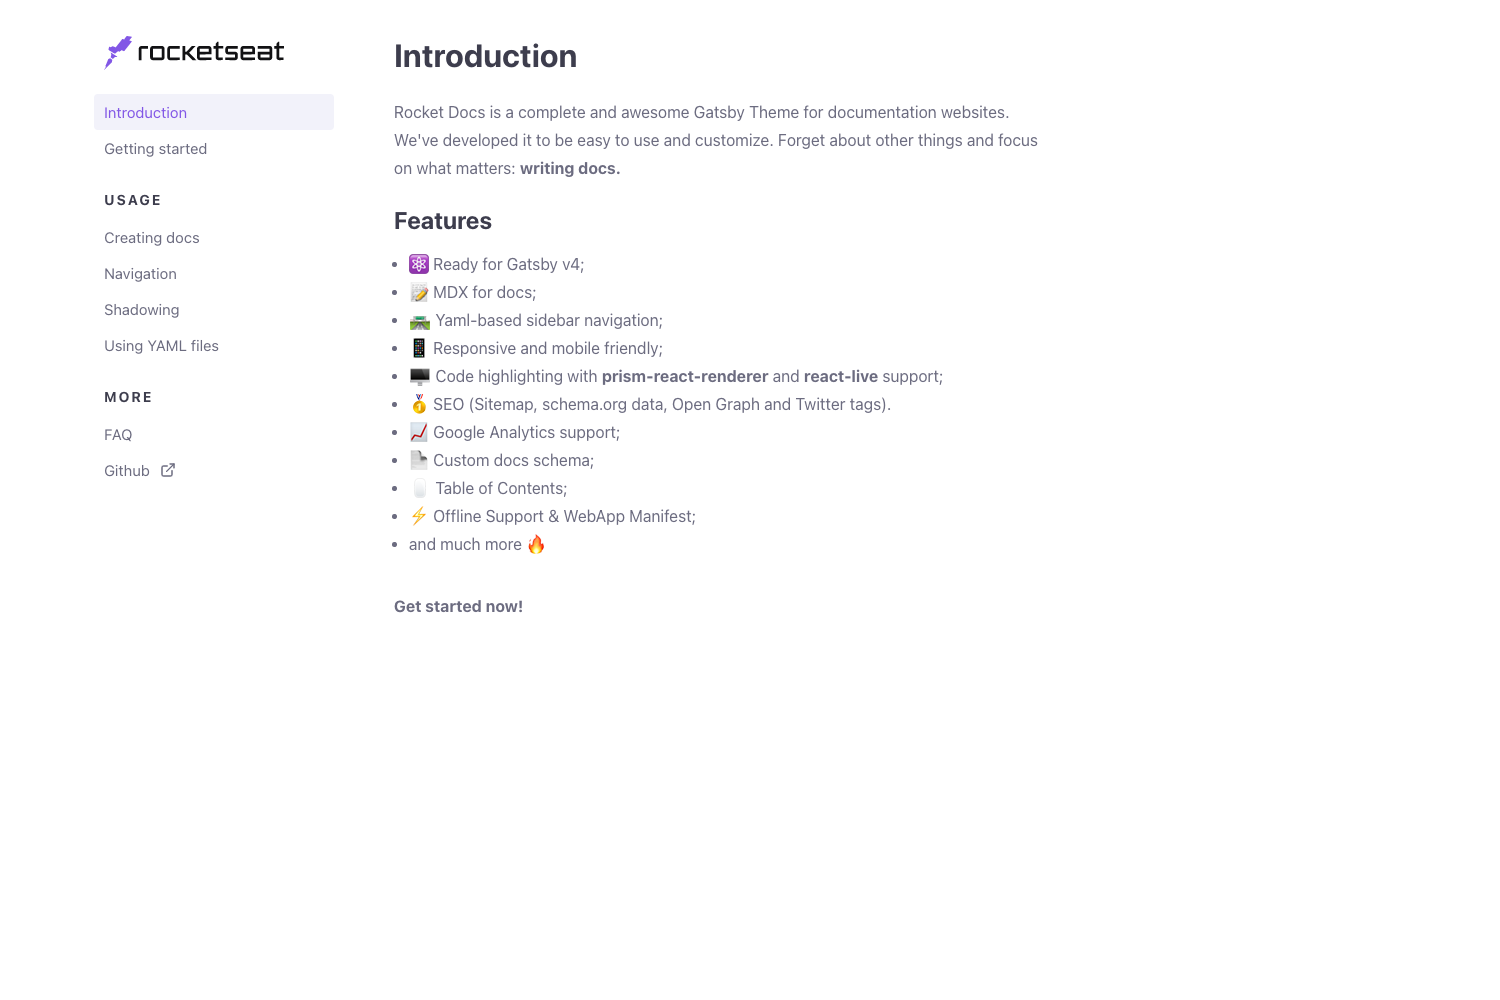 rocketseat
Introduction
Getting started
USAGE
Creating docs
Navigation
Shadowing
Using YAML files
MORE
FAQ
Github
Introduction
Rocket Docs is a complete and awesome Gatsby Theme for documentation websites.
We've developed it to be easy to use and customize. Forget about other things and focus
on what matters: writing docs.
Features
• ⚛️ Ready for Gatsby v4;
• 📝 MDX for docs;
• 🛣️ Yaml-based sidebar navigation;
• 📱 Responsive and mobile friendly;
• 🖥️ Code highlighting with prism-react-renderer and react-live support;
• 🥇 SEO (Sitemap, schema.org data, Open Graph and Twitter tags).
• 📈 Google Analytics support;
• 📄 Custom docs schema;
• Table of Contents;
• ⚡ Offline Support & WebApp Manifest;
• and much more 🔥
Get started now!